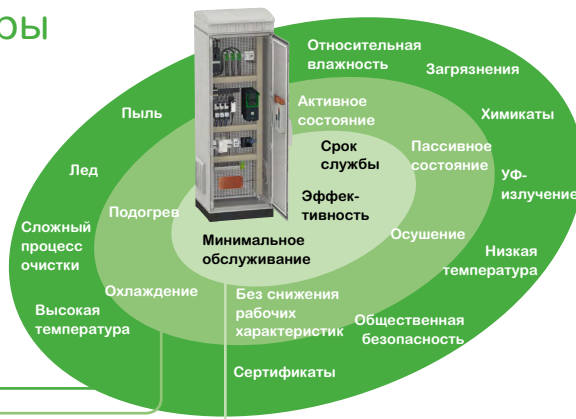 ры
Относительная
влажность
Загрязнения
Активное
состояние
Пыль
Химикаты
Срок
службы
Пассивное
состояние
Лед
УФ-
излучение
Эффек-
тивность
Подогрев
Сложный
процесс
очистки
Минимальное
обслуживание
Осушение
Низкая
температура
Охлаждение
Без снижения
рабочих
характеристик
Высокая
температура
Общественная
безопасность
Сертификаты